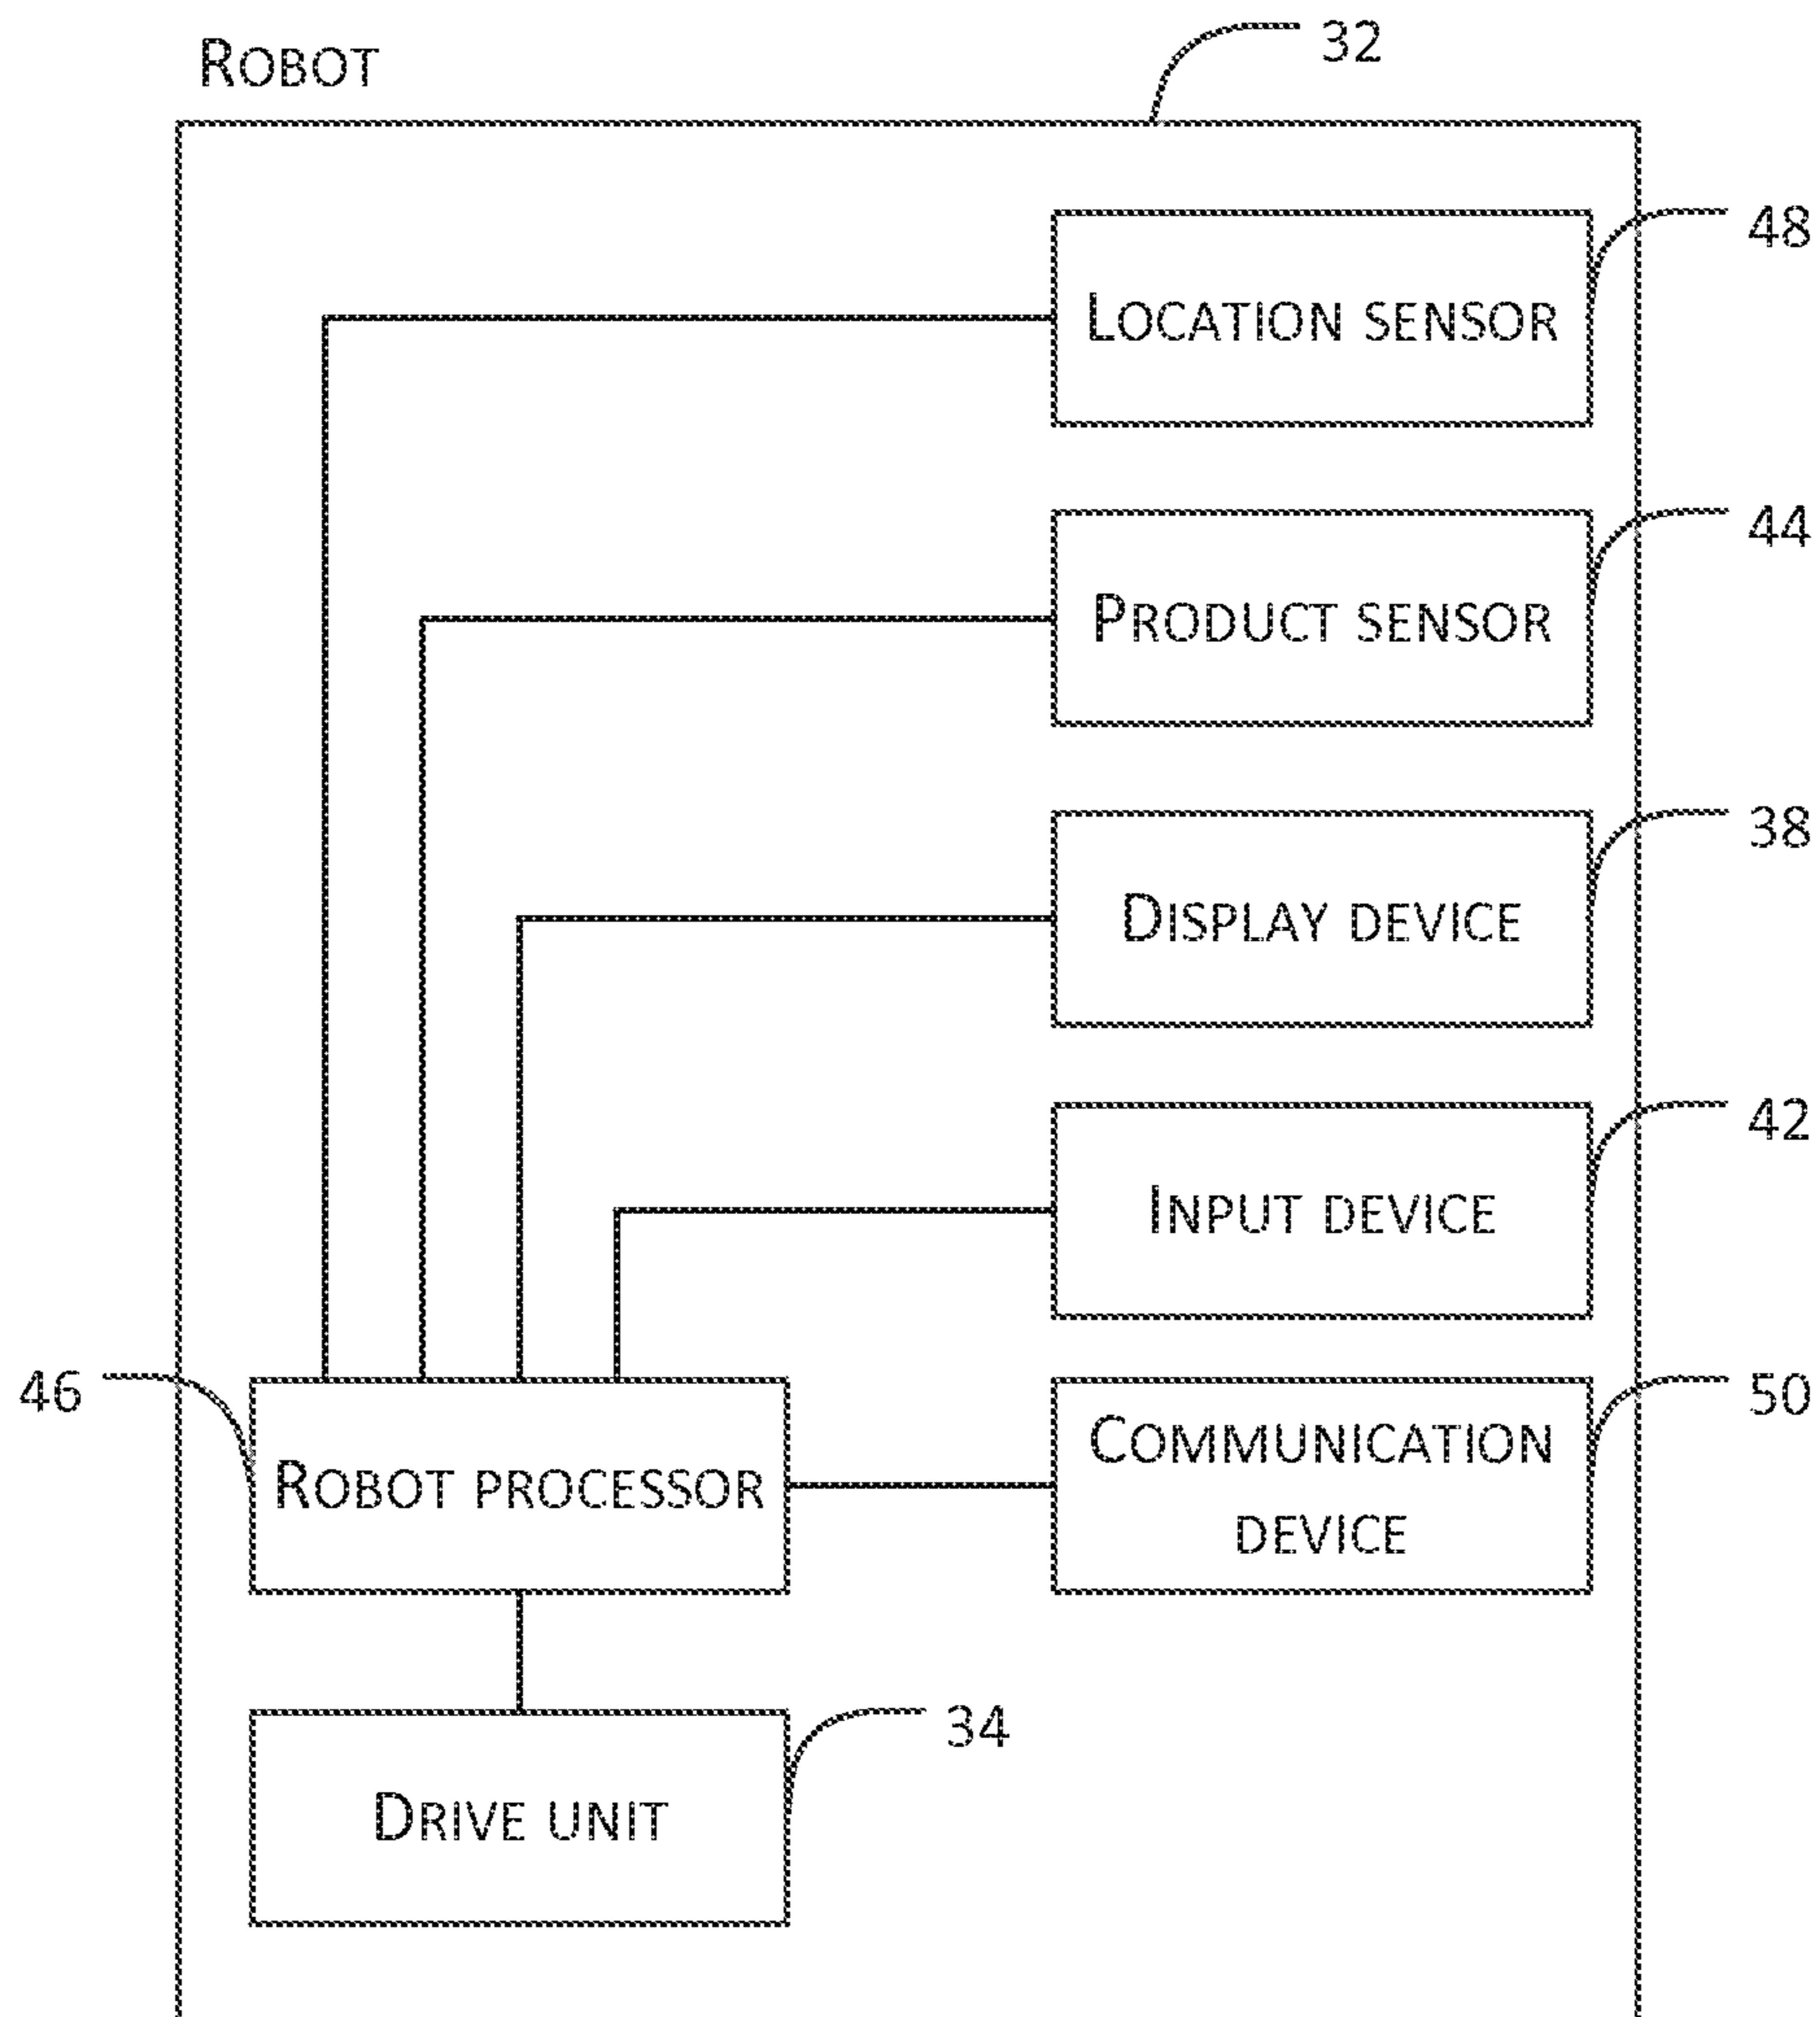 ROBOT
32
LOCATION SENSOR
48
PRODUCT SENSOR
44
DISPLAY DEVICE
38
INPUT DEVICE
42
46
ROBOT PROCESSOR
COMMUNICATION
DEVICE
50
DRIVE UNIT
34